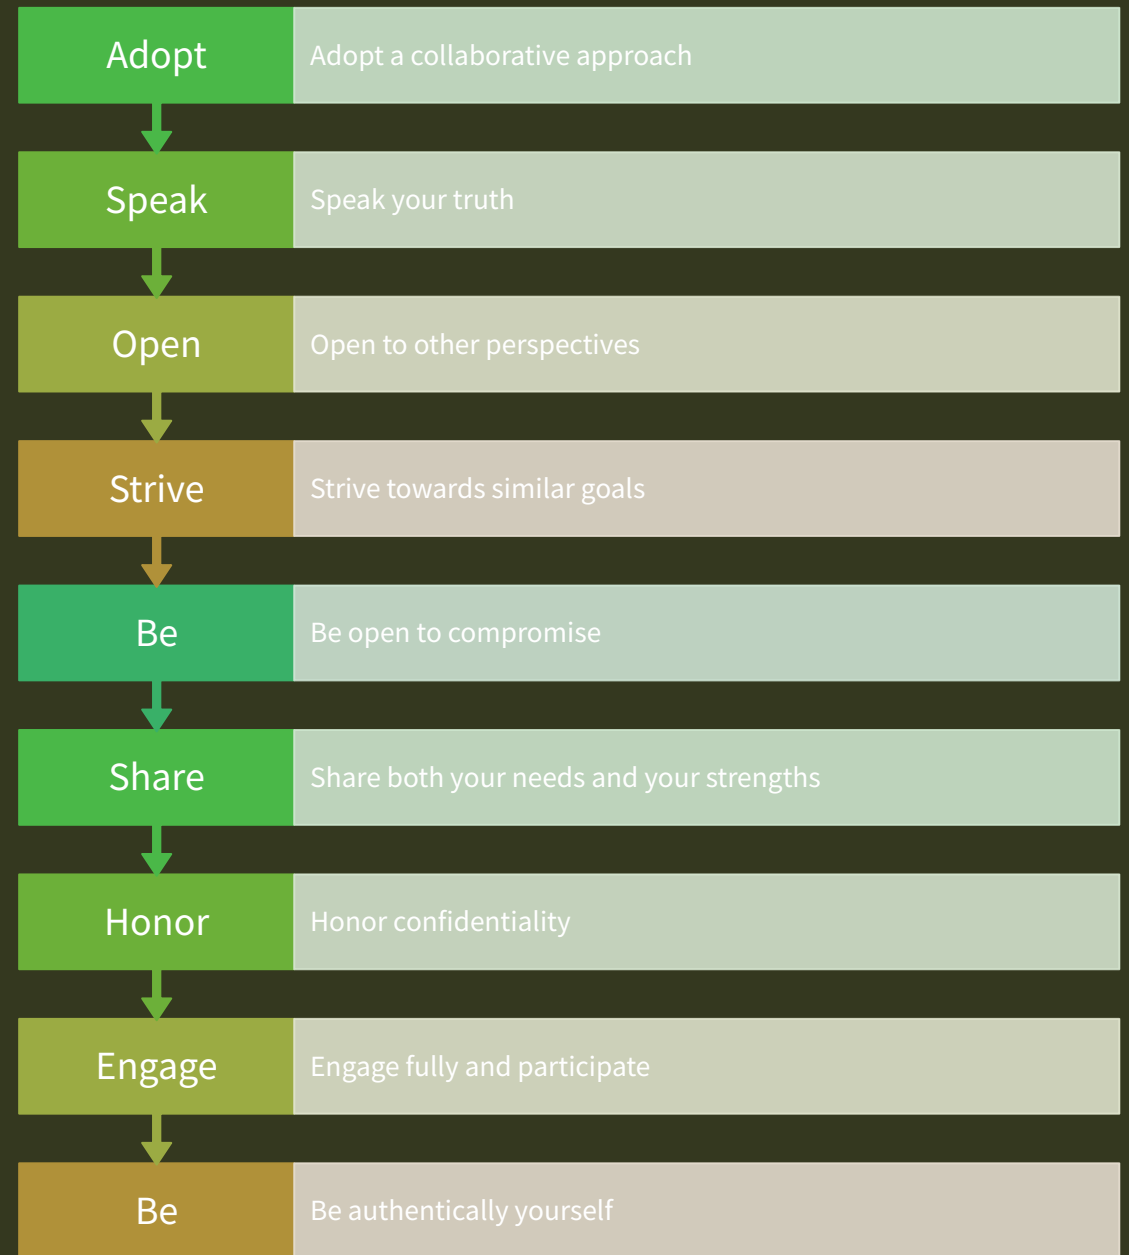 Adopt
Adopt a collaborative approach
Speak
Speak your truth
Open
Open to other perspectives
Strive
Strive towards similar goals
Be
Be open to compromise
Share
Share both your needs and your strengths
Honor
Honor confidentiality
Engage
Engage fully and participate
Be
Be authentically yourself